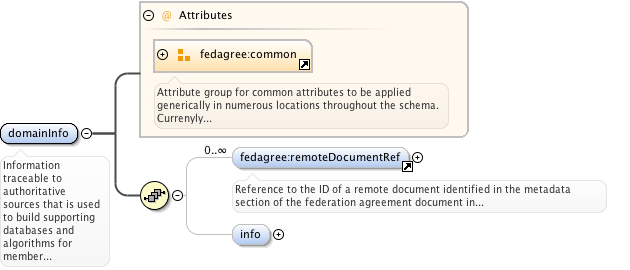 @ Attributes
fedagree:common
Attribute group for common attributes to be applied
generically in numerous locations throughout the schema.
Currenyly...
domainInfo
Information
traceable to
authoritative
sources that is used
to build supporting
databases and
algorithms for
member...
0..∞
fedagree:remoteDocumentRef
Reference to the ID of a remote document identified in the metadata
section of the federation agreement document in...
info